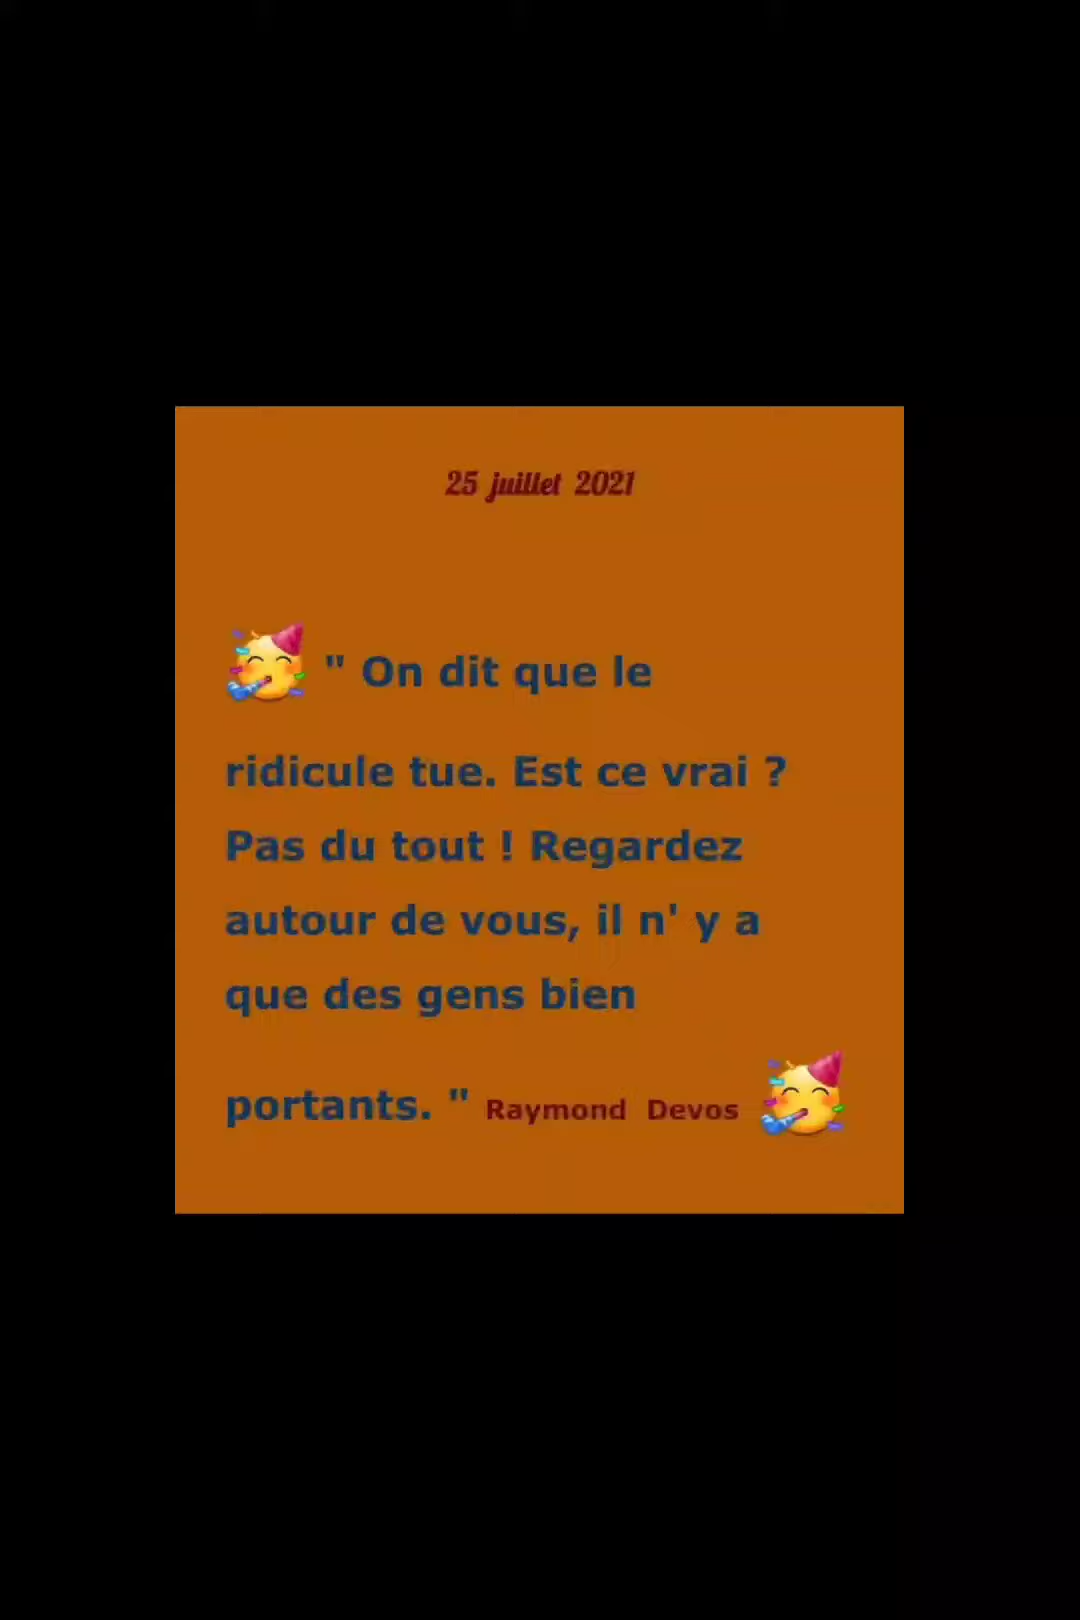 25 juillet 2021
" On dit que le
ridicule tue. Est ce vrai ?
Pas du tout ! Regardez
autour de vous, il n' y a
que des gens bien
portants. " Raymond Devos